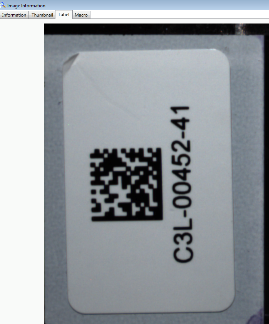 Image Information
Information Thumbnail Label Macro
C3L-00452-41